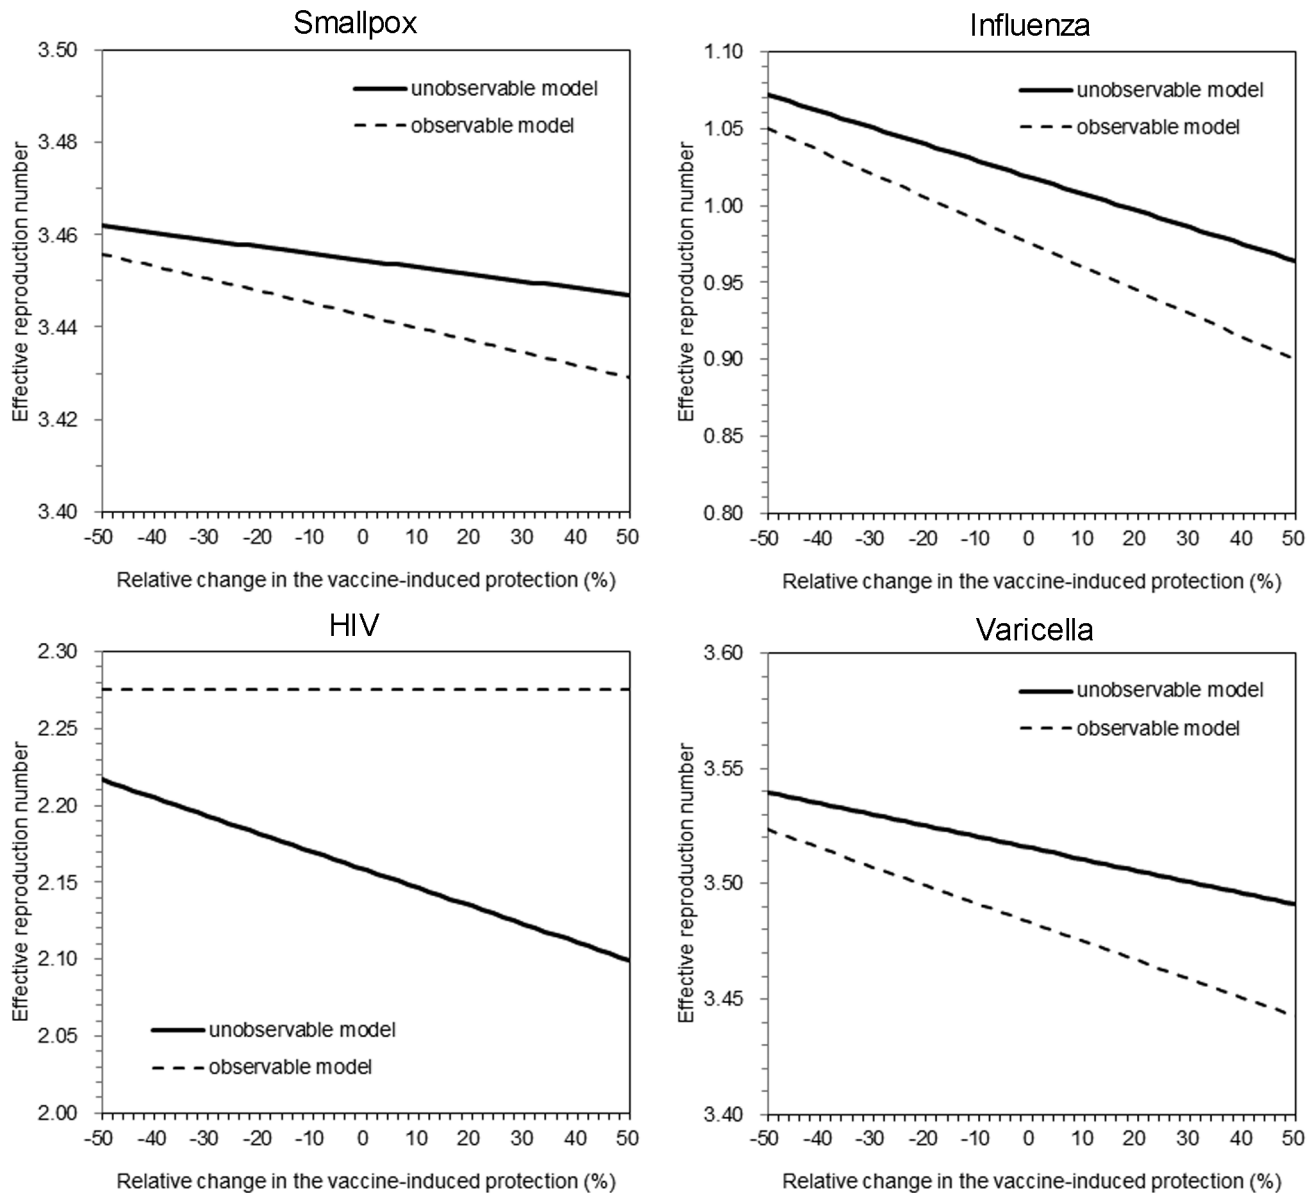 Smallpox
Effective reproduction number
3.50
3.48
3.46
3.44
3.42
3.40
unobservable model
observable model
-50 -40 -30 -20 -10 0 10 20 30 40 50
Relative change in the vaccine-induced protection (%)
Influenza
Effective reproduction number
1.10
1.05
1.00
0.95
0.90
0.85
0.80
unobservable model
observable model
-50 -40 -30 -20 -10 0 10 20 30 40 50
Relative change in the vaccine-induced protection (%)
HIV
Effective reproduction number
2.30
2.25
2.20
2.15
2.10
2.05
2.00
unobservable model
observable model
-50 -40 -30 -20 -10 0 10 20 30 40 50
Relative change in the vaccine-induced protection (%)
Varicella
Effective reproduction number
3.60
3.55
3.50
3.45
3.40
unobservable model
observable model
-50 -40 -30 -20 -10 0 10 20 30 40 50
Relative change in the vaccine-induced protection (%)